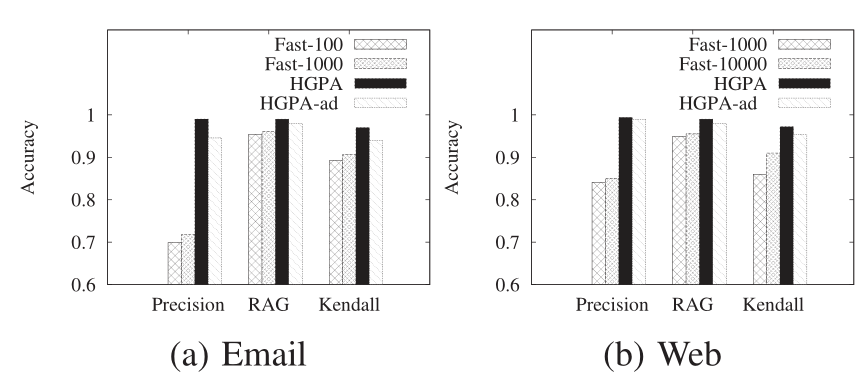 Fast-100
Fast-1000
HGPA
HGPA-ad
1
0.9
0.8
0.7
0.6
Accuracy
Precision RAG Kendall
(a) Email
Fast-1000
Fast-10000
HGPA
HGPA-ad
1
0.9
0.8
0.7
0.6
Accuracy
Precision RAG Kendall
(b) Web